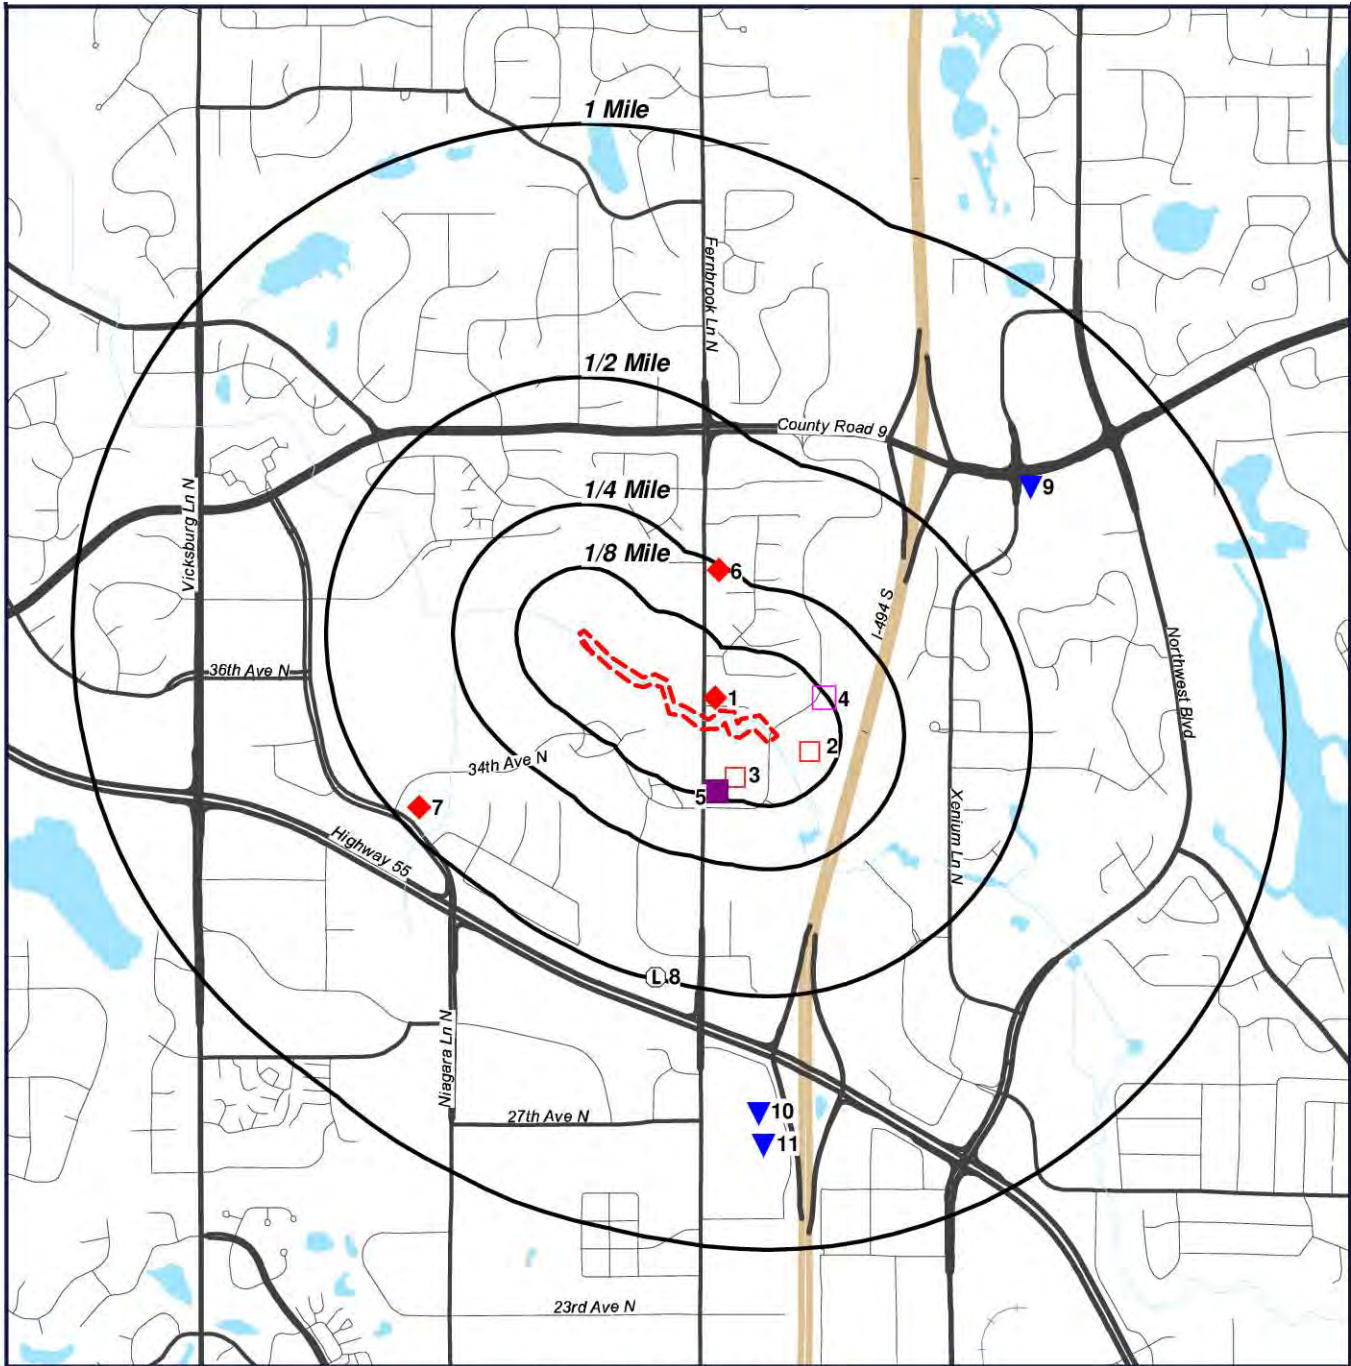 1 Mile
Fernbrook Ln N
1/2 Mile
County Road 9
9
1/4 Mile
Vicksburg Ln N
1/8 Mile
6
I-494 S
36th Ave N
Northwest Blvd
1
4
2
34th Ave N
3
5
7
Xenium Ln N
Highway 55
L 8
Niagara Ln N
27th Ave N
10
11
23rd Ave N